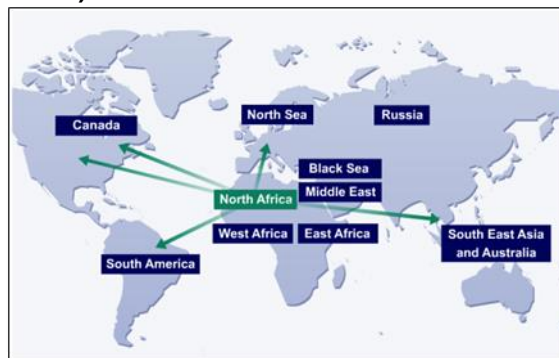 North Sea
Russia
Canada
Black Sea
Middle East
North Africa
West Africa
East Africa
South East Asia
and Australia
South America